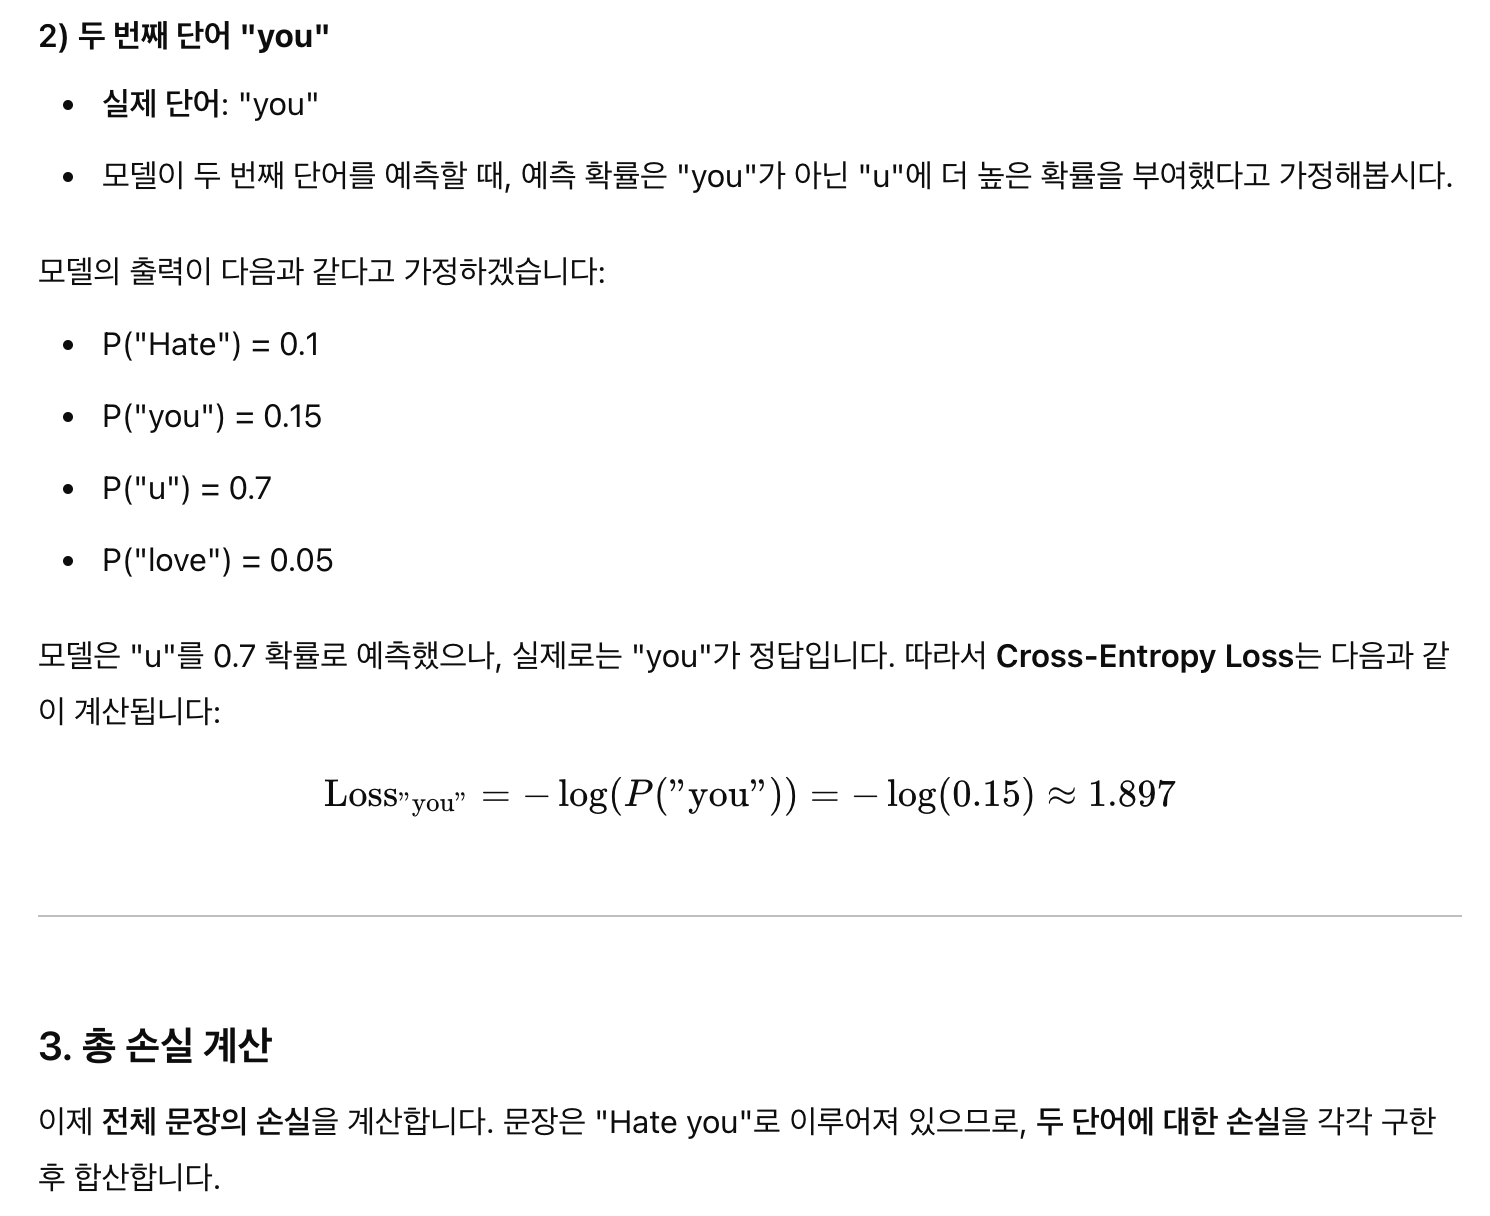 2) 두 번째 단어 "you"
• 실제 단어: "you"
• 모델이 두 번째 단어를 예측할 때, 예측 확률은 "you"가 아닌 "u"에 더 높은 확률을 부여했다고 가정해봅시다.
모델의 출력이 다음과 같다고 가정하겠습니다:
• P("Hate") = 0.1
• P("you") = 0.15
• P("u") = 0.7
• P("love") = 0.05
모델은 "u"를 0.7 확률로 예측했으나, 실제로는 "you"가 정답입니다. 따라서 Cross-Entropy Loss는 다음과 같
이 계산됩니다:
Loss”you” = − log(P(”you”)) = − log(0.15) ≈ 1.897
3. 총 손실 계산
이제 전체 문장의 손실을 계산합니다. 문장은 "Hate you"로 이루어져 있으므로, 두 단어에 대한 손실을 각각 구한
후 합산합니다.